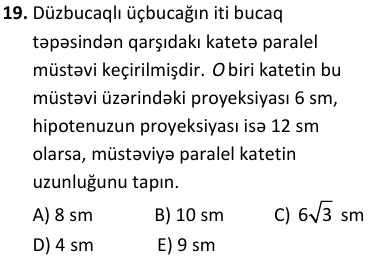 19. Düzbucaqlı üçbucağın iti bucaq
təpəsindən qarşıdakı katetə paralel
müstəvi keçirilmişdir. O biri katetin bu
müstəvi üzərindəki proyeksiyası 6 sm,
hipotenuzun proyeksiyası isə 12 sm
olarsa, müstəviyə paralel katetin
uzunluğunu tapın.
A) 8 sm B) 10 sm C) 6√3 sm
D) 4 sm E) 9 sm